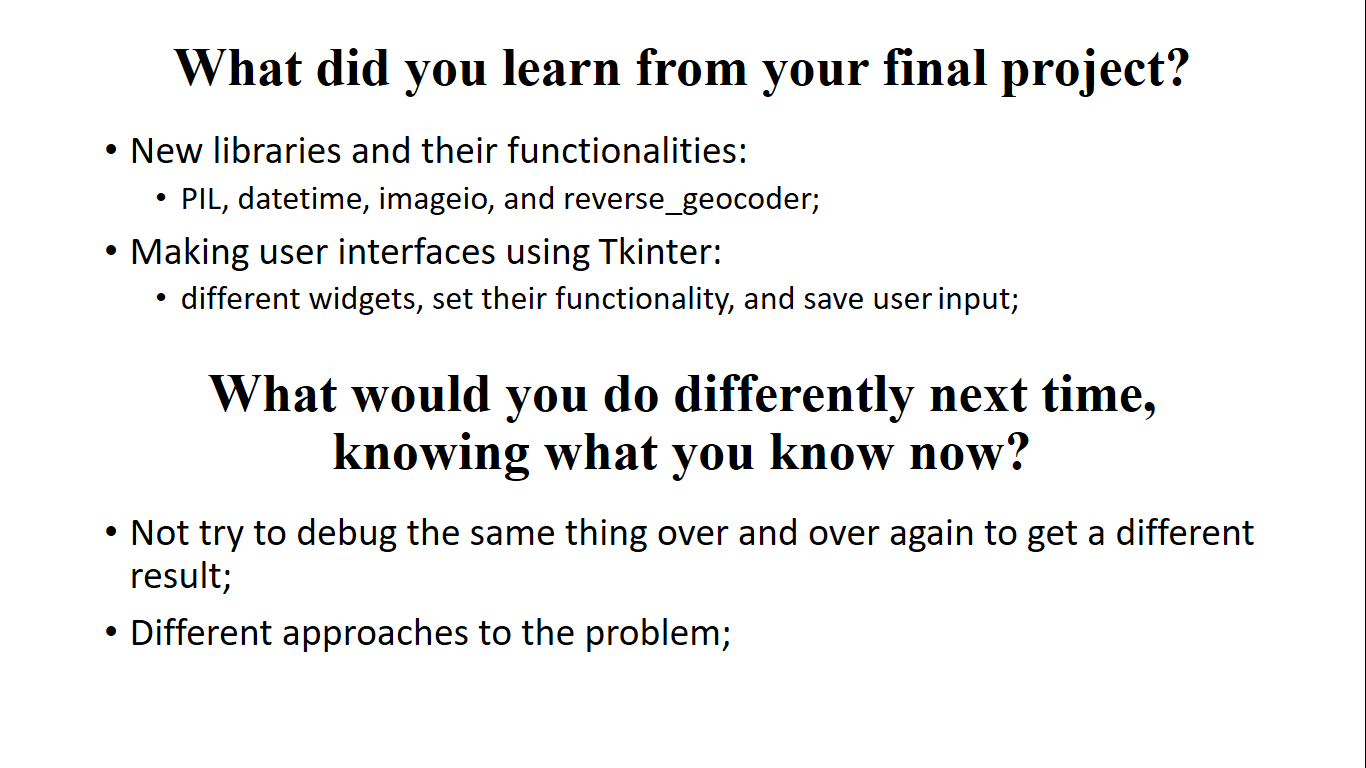 What did you learn from your final project?
• New libraries and their functionalities:
• PIL, datetime, imageio, and reverse_geocoder;
• Making user interfaces using Tkinter:
• different widgets, set their functionality, and save user input;
What would you do differently next time,
knowing what you know now?
• Not try to debug the same thing over and over again to get a different
result;
• Different approaches to the problem;